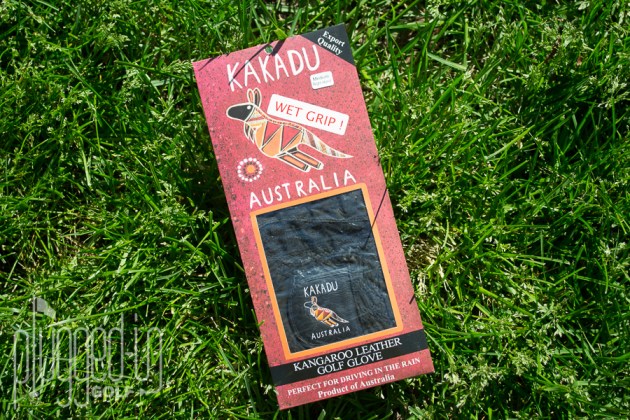 Export
Quality
KAKADU
WET GRIP !
AUSTRALIA
KAKADU
AUSTRALIA
KANGAROO LEATHER
GOLF GLOVE
PERFECT FOR DRIVING IN THE RAIN
Product of Australia
plugged in
GOLF